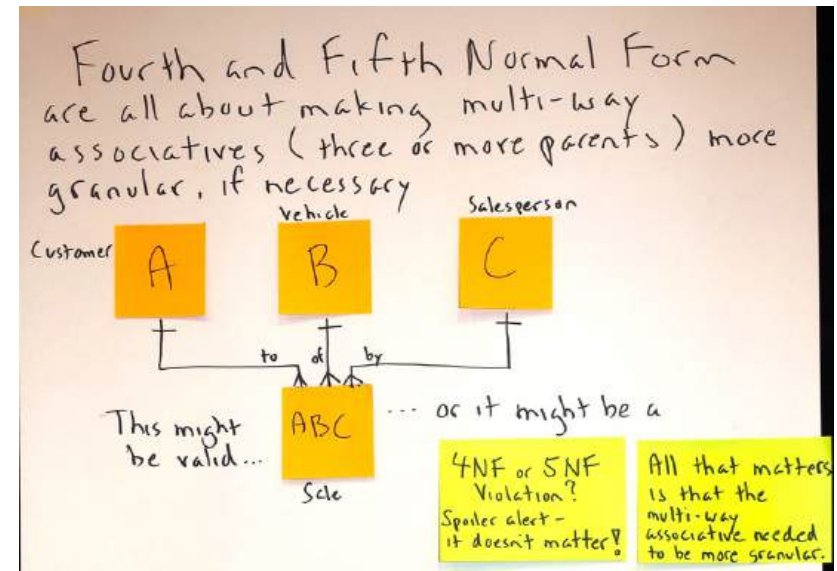 Fourth and Fifth Normal Form
are all about making multi-way
associatives (three or more parents) more
granular, if necessary
Customer
Vehicle
Salesperson
A
B
C
to
of
by
This might
be valid...
ABC
Sale
... or it might be a
4NF or 5NF
Violation?
Spoiler alert -
it doesn't matter!
All that matters
is that the
multi-way
associative needed
to be more granular.